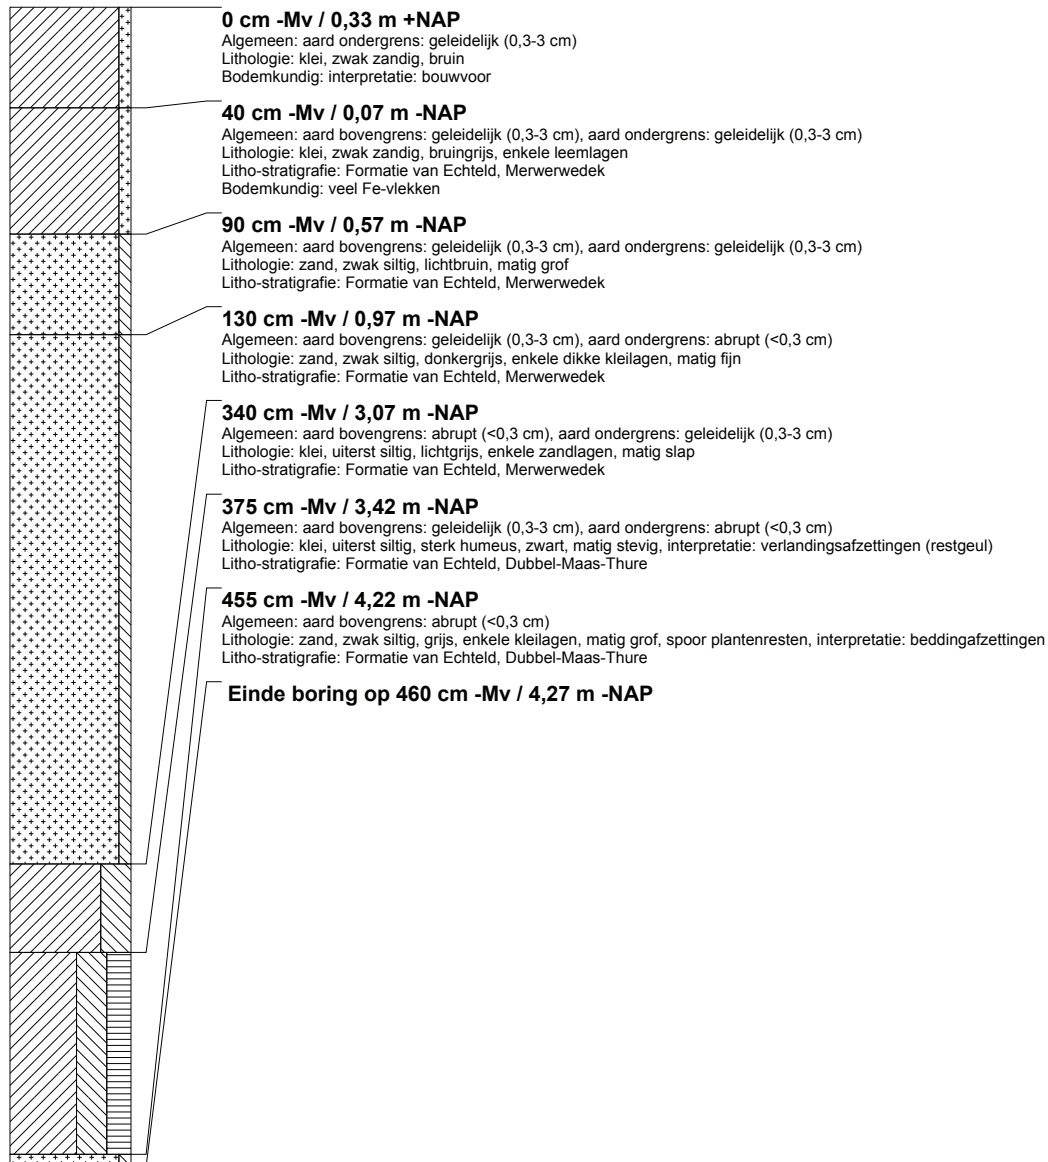 0 cm -Mv / 0,33 m +NAP
Algemeen: aard ondergrens: geleidelijk (0,3-3 cm)
Lithologie: klei, zwak zandig, bruin
Bodemkundig: interpretatie: bouwvoor
40 cm -Mv / 0,07 m -NAP
Algemeen: aard bovengrens: geleidelijk (0,3-3 cm), aard ondergrens: geleidelijk (0,3-3 cm)
Lithologie: klei, zwak zandig, bruingrijs, enkele leemlagen
Litho-stratigrafie: Formatie van Echteld, Merwerwedek
Bodemkundig: veel Fe-vlekken
90 cm -Mv / 0,57 m -NAP
Algemeen: aard bovengrens: geleidelijk (0,3-3 cm), aard ondergrens: geleidelijk (0,3-3 cm)
Lithologie: zand, zwak siltig, lichtbruin, matig grof
Litho-stratigrafie: Formatie van Echteld, Merwerwedek
130 cm -Mv / 0,97 m -NAP
Algemeen: aard bovengrens: geleidelijk (0,3-3 cm), aard ondergrens: abrupt (<0,3 cm)
Lithologie: zand, zwak siltig, donkergrijs, enkele dikke kleilagen, matig fijn
Litho-stratigrafie: Formatie van Echteld, Merwerwedek
340 cm -Mv / 3,07 m -NAP
Algemeen: aard bovengrens: abrupt (<0,3 cm), aard ondergrens: geleidelijk (0,3-3 cm)
Lithologie: klei, uiterst siltig, lichtgrijs, enkele zandlagen, matig slap
Litho-stratigrafie: Formatie van Echteld, Merwerwedek
375 cm -Mv / 3,42 m -NAP
Algemeen: aard bovengrens: geleidelijk (0,3-3 cm), aard ondergrens: abrupt (<0,3 cm)
Lithologie: klei, uiterst siltig, sterk humeus, zwart, matig stevig, interpretatie: verlandingsafzettingen (restgeul)
Litho-stratigrafie: Formatie van Echteld, Dubbel-Maas-Thure
455 cm -Mv / 4,22 m -NAP
Algemeen: aard bovengrens: abrupt (<0,3 cm)
Lithologie: zand, zwak siltig, grijs, enkele kleilagen, matig grof, spoor plantenresten, interpretatie: beddingafzettingen
Litho-stratigrafie: Formatie van Echteld, Dubbel-Maas-Thure
Einde boring op 460 cm -Mv / 4,27 m -NAP